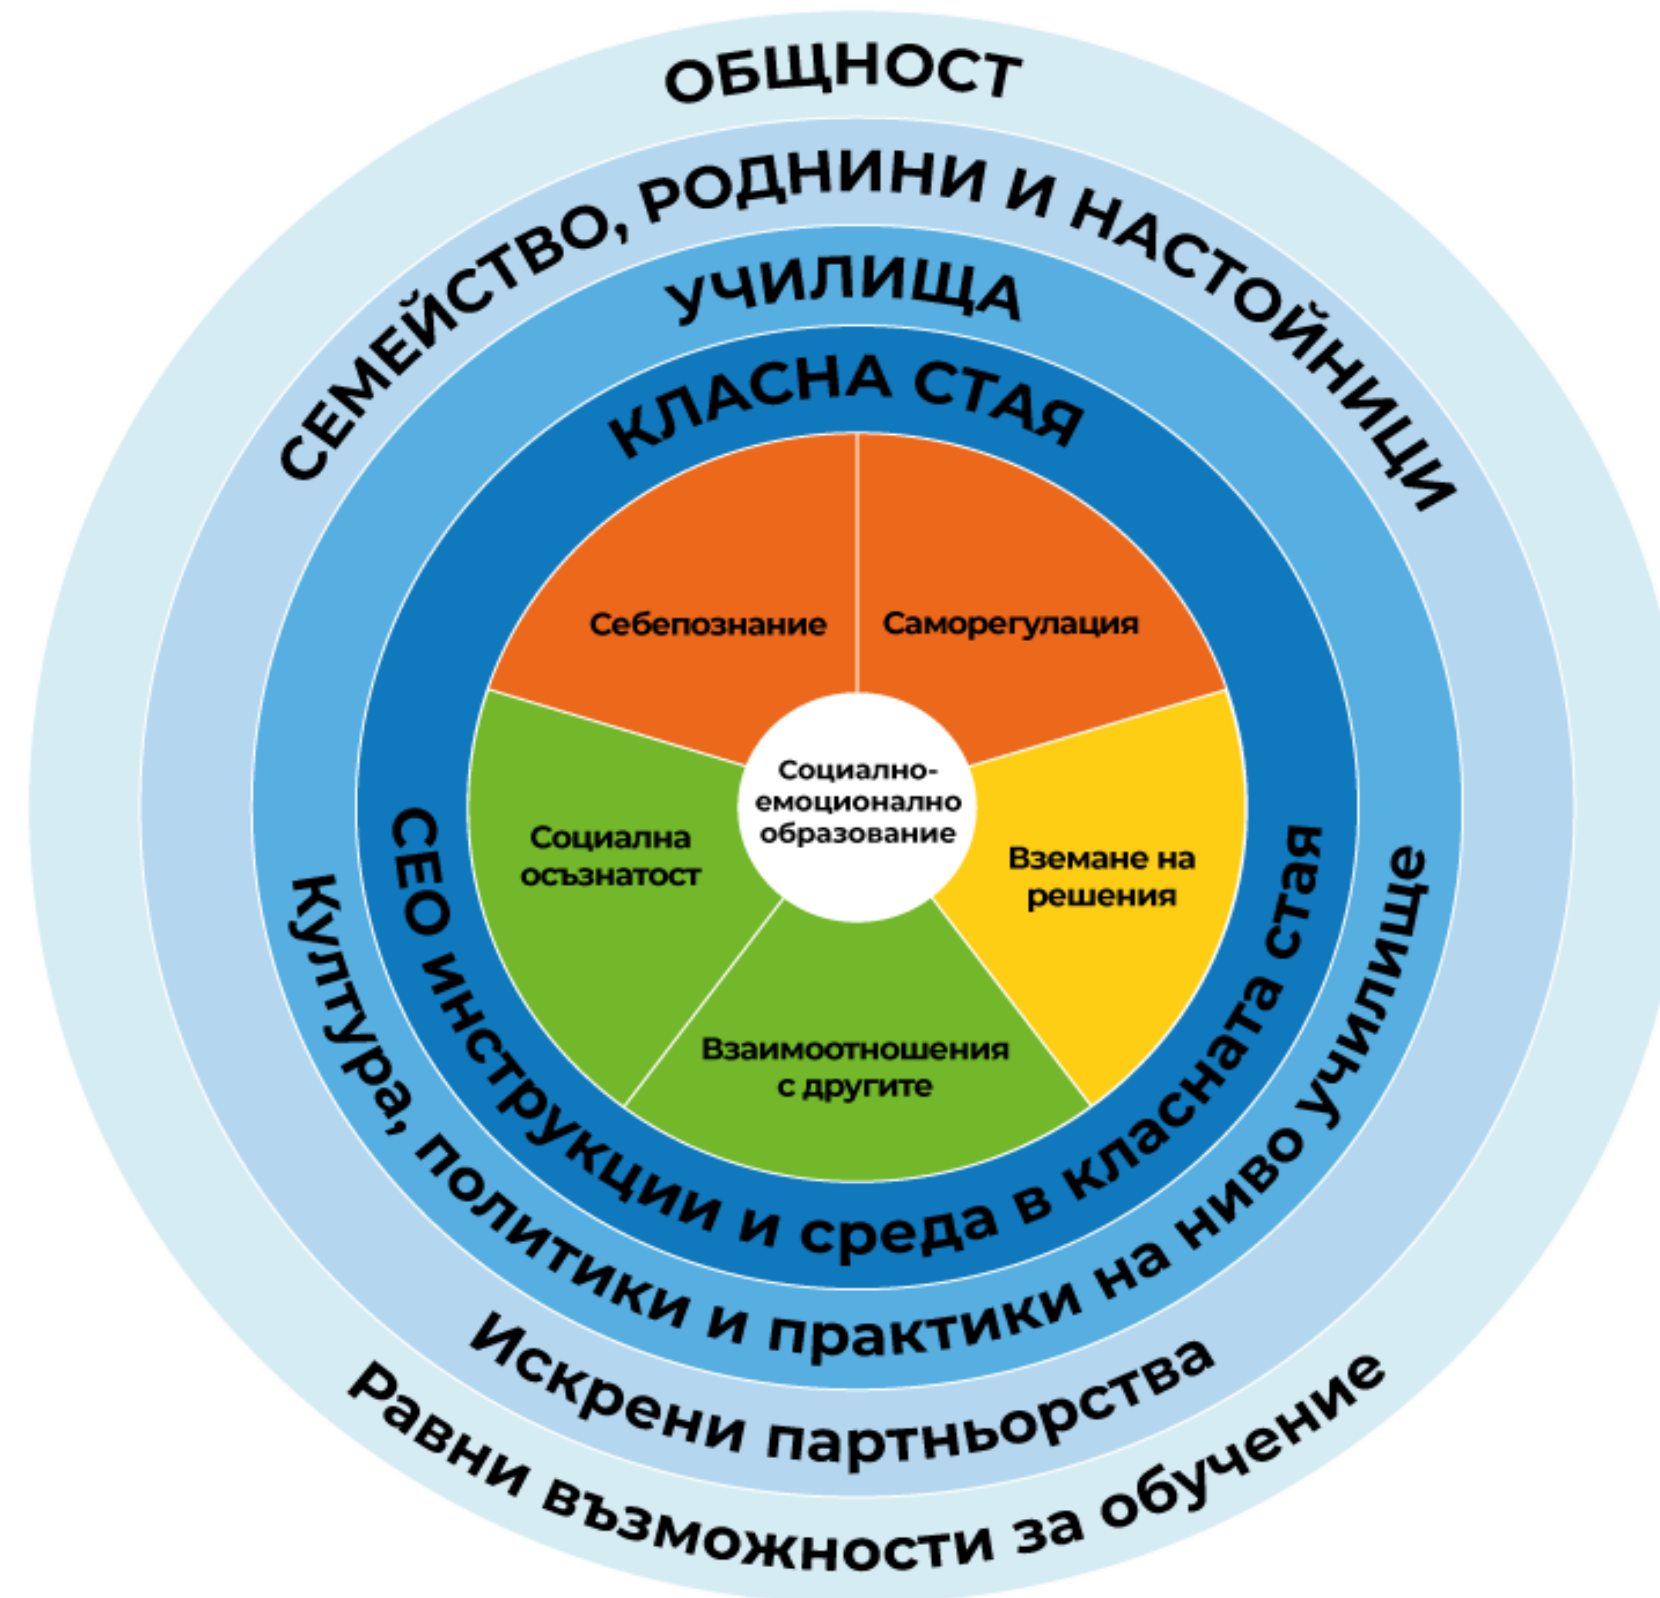 ОБЩНОСТ
СЕМЕЙСТВО, РОДНИНИ И НАСТОЙНИЦИ
УЧИЛИЩА
КЛАСНА СТАЯ
Себепознание
Саморегулация
Социално-
емоционално
образование
Социална
осъзнатост
Вземане на
решения
Взаимоотношения
с другите
СЕО инструкции и среда в класната стая
Култура, политики и практики на ниво училище
Искрени партньорства
Равни възможности за обучение